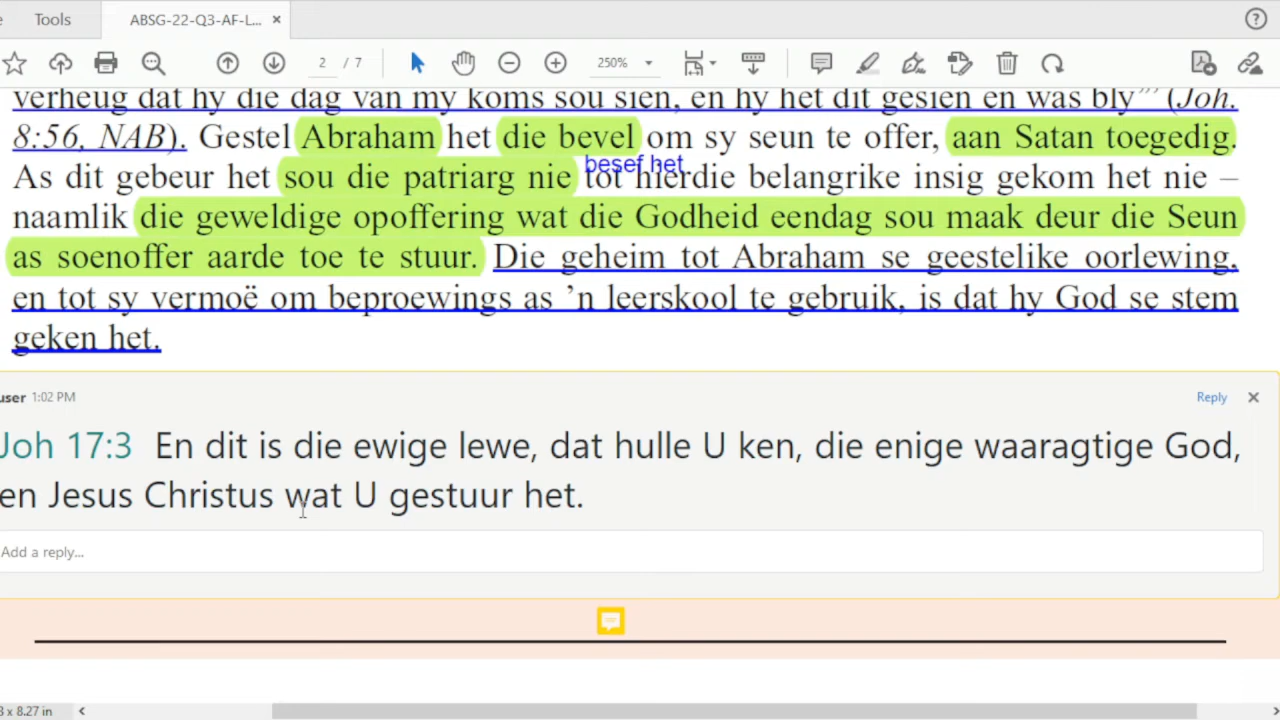 Tools
ABSG-22-Q3-AF-L... ×
2 / 7
250%
verheug dat hy die dag van my koms sou sien, en hy het dit gesien en was bly’” (Joh.
8:56, NAB). Gestel Abraham het die bevel om sy seun te offer, aan Satan toegedig.
besef het
As dit gebeur het sou die patriarg nie tot hierdie belangrike insig gekom het nie –
naamlik die geweldige opoffering wat die Godheid eendag sou maak deur die Seun
as soenoffer aarde toe te stuur. Die geheim tot Abraham se geestelike oorlewing,
en tot sy vermoë om beproewings as ’n leerskool te gebruik, is dat hy God se stem
geken het.
user 1:02 PM
Reply
Joh 17:3 En dit is die ewige lewe, dat hulle U ken, die enige waaragtige God,
en Jesus Christus wat U gestuur het.
Add a reply...
x 8.27 in